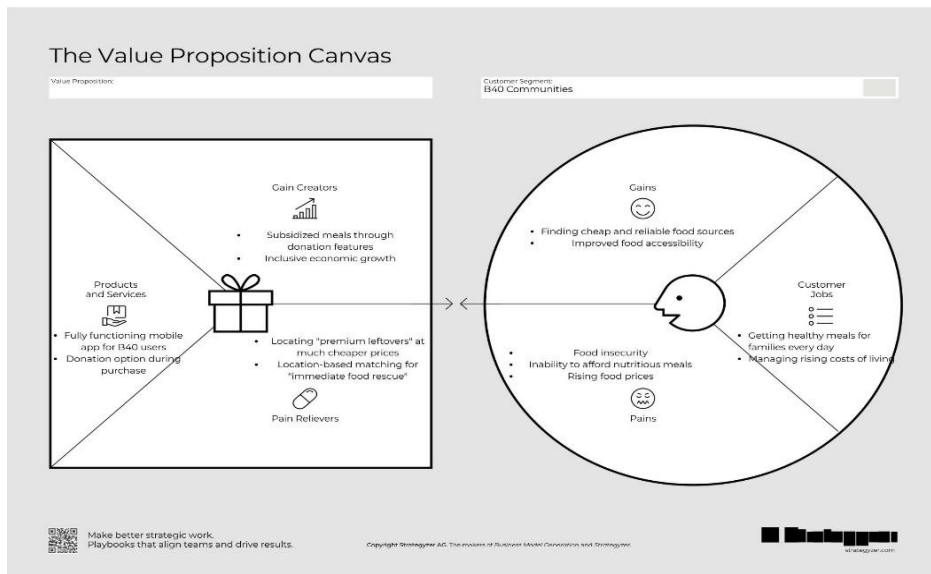 The Value Proposition Canvas
Value Proposition:
Customer Segment:
B40 Communities
Gain Creators
• Subsidized meals through
donation features
• Inclusive economic growth
Products
and Services
• Fully functioning mobile
app for B40 users
• Donation option during
purchase
• Locating "premium leftovers" at
much cheaper prices
• Location-based matching for
"immediate food rescue"
Pain Relievers
Gains
• Finding cheap and reliable food sources
• Improved food accessibility
Customer
Jobs
• Getting healthy meals for
families every day
• Managing rising costs of living
• Food insecurity
• Inability to afford nutritious meals
• Rising food prices
Pains
Make better strategic work.
Playbooks that align teams and drive results.
Copyright Strategyzer AG. The makers of Business Model Generation and Strategyzer.
strategyzer.com